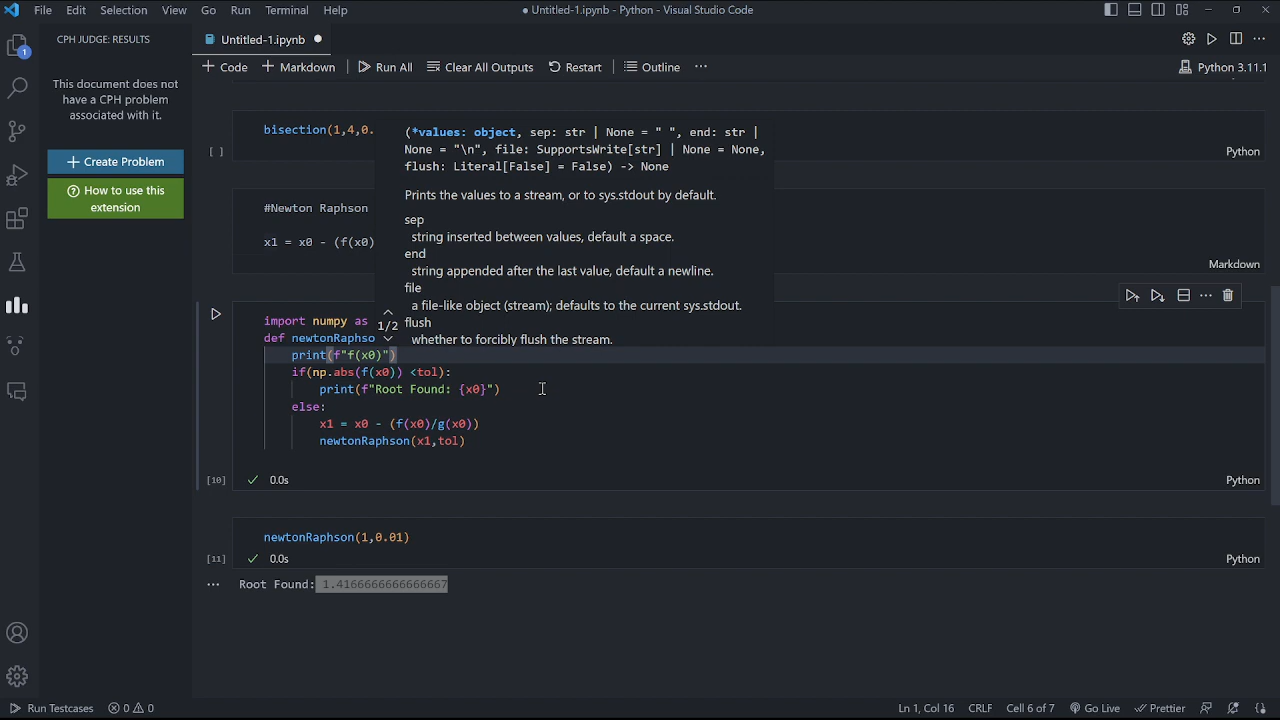 File Edit Selection View Go Run Terminal Help
● Untitled-1.ipynb - Python - Visual Studio Code
1
CPH JUDGE: RESULTS
This document does not
have a CPH problem
associated with it.
+ Create Problem
How to use this
extension
Untitled-1.ipynb ●
+ Code + Markdown Run All Clear All Outputs Restart Outline ···
Python 3.11.1
bisection(1,4,0.
[ ]
Python
(*values: object, sep: str | None = " ", end: str |
None = "\n", file: SupportsWrite[str] | None = None,
flush: Literal[False] = False) -> None
Prints the values to a stream, or to sys.stdout by default.
sep
string inserted between values, default a space.
end
string appended after the last value, default a newline.
file
a file-like object (stream); defaults to the current sys.stdout.
flush
whether to forcibly flush the stream.
1/2
#Newton Raphson
x1 = x0 - (f(x0)
Markdown
import numpy as
def newtonRaphso
print(f"f(x0)")
if(np.abs(f(x0)) <tol):
print(f"Root Found: {x0}")
else:
x1 = x0 - (f(x0)/g(x0))
newtonRaphson(x1,tol)
[10] ✓ 0.0s
Python
newtonRaphson(1,0.01)
[11] ✓ 0.0s
Python
··· Root Found: 1.4166666666666667
Run Testcases 0 0
Ln 1, Col 16 CRLF Cell 6 of 7 Go Live Prettier